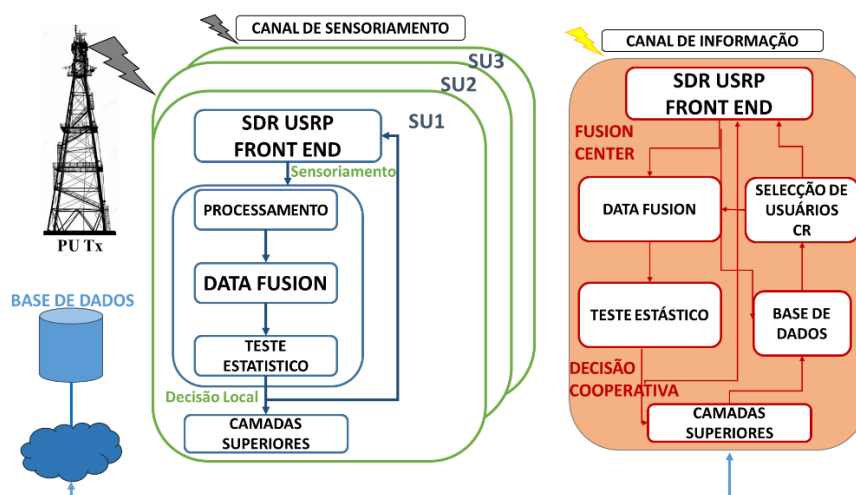 CANAL DE SENSORIAMENTO
CANAL DE INFORMAÇÃO
PU Tx
BASE DE DADOS
SU3
SU2
SU1
SDR USRP
FRONT END
Sensoriamento
PROCESSAMENTO
DATA FUSION
TESTE
ESTATISTICO
Decisão Local
CAMADAS
SUPERIORES
SDR USRP
FRONT END
FUSION
CENTER
DATA FUSION
SELECÇÃO DE
USUÁRIOS
CR
TESTE ESTÁSTICO
BASE DE
DADOS
DECISÃO
COOPERATIVA
CAMADAS
SUPERIORES